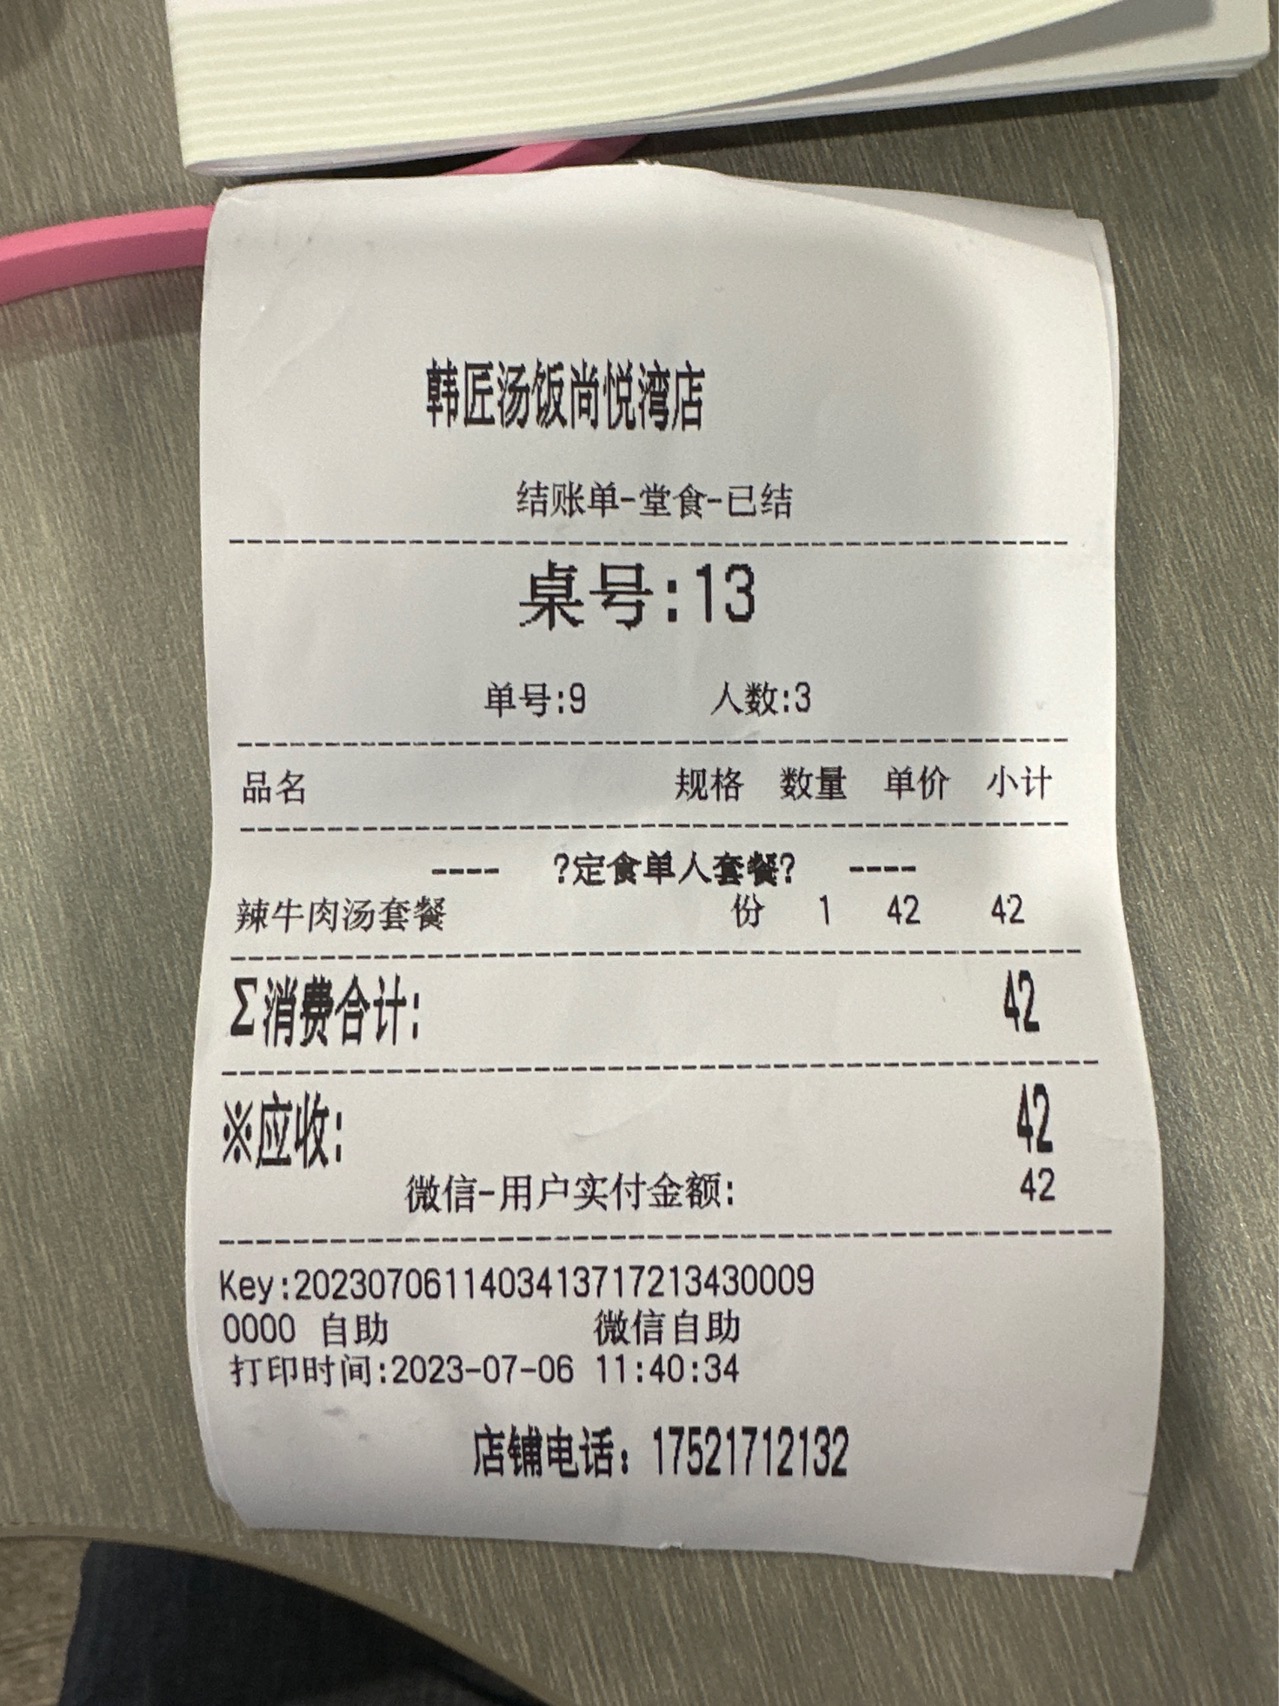 韩匠汤饭尚悦湾店
结账单-堂食-已结
桌号:13
单号:9 人数:3
品名 规格 数量 单价 小计
---- ?定食单人套餐? ----
辣牛肉汤套餐 份 1 42 42
Σ消费合计: 42
※应收: 42
微信-用户实付金额: 42
Key:20230706114034137172134​30009
0000 自助 微信自助
打印时间:2023-07-06 11:40:34
店铺电话：17521712132